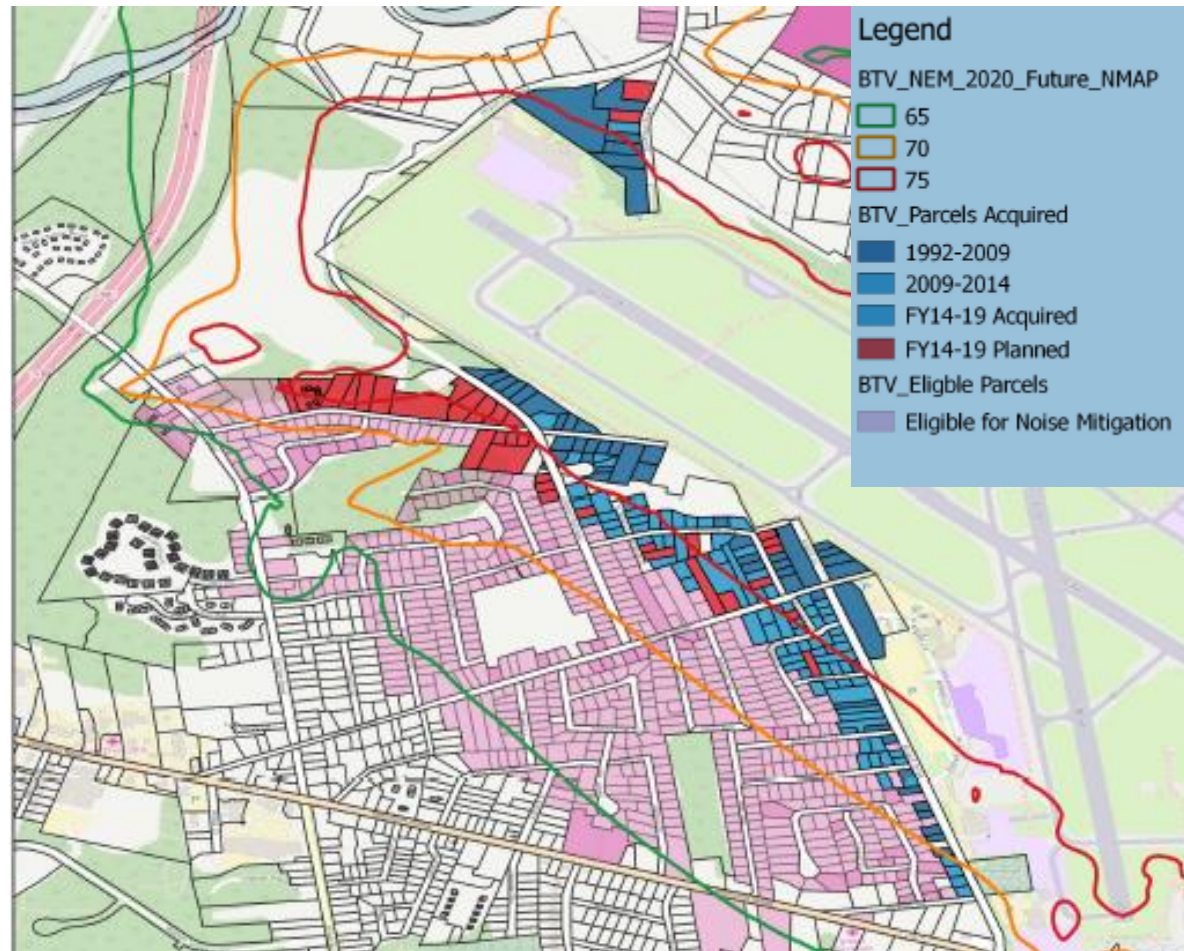 Legend
BTV_NEM_2020_Future_NMAP
65
70
75
BTV_Parcels Acquired
1992-2009
2009-2014
FY14-19 Acquired
FY14-19 Planned
BTV_Eligble Parcels
Eligible for Noise Mitigation